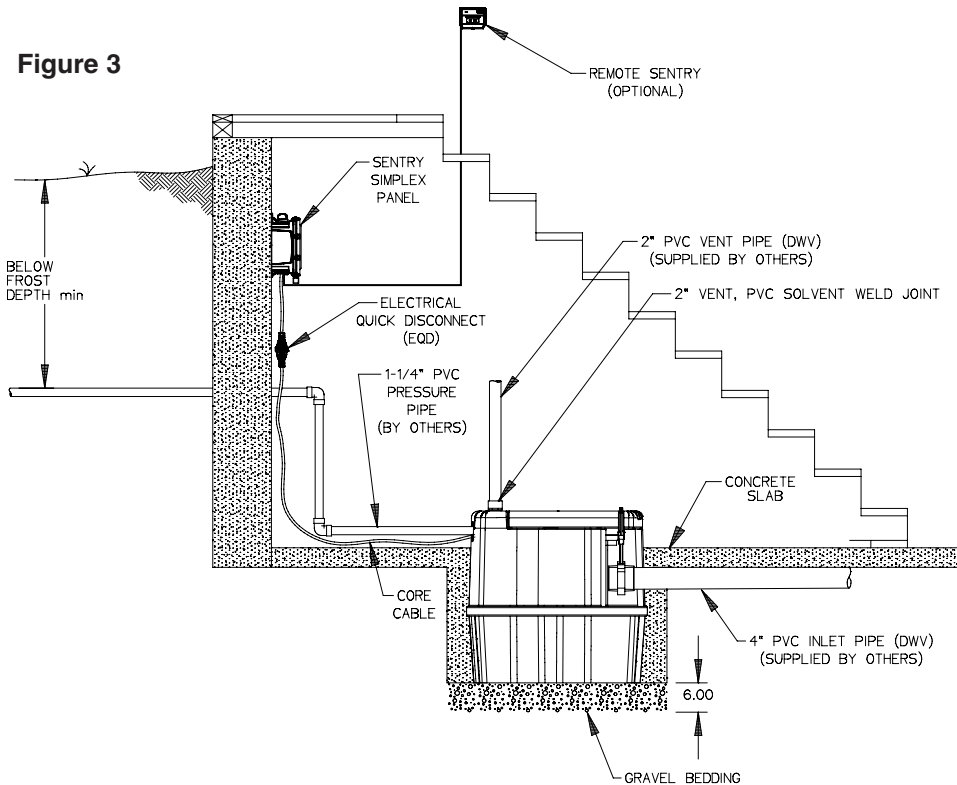 Figure 3
REMOTE SENTRY
(OPTIONAL)
SENTRY
SIMPLEX
PANEL
2" PVC VENT PIPE (DWV)
(SUPPLIED BY OTHERS)
BELOW
FROST
DEPTH min
2" VENT, PVC SOLVENT WELD JOINT
ELECTRICAL
QUICK DISCONNECT
(EQD)
1-1/4" PVC
PRESSURE
PIPE
(BY OTHERS)
CONCRETE
SLAB
CORE
CABLE
4" PVC INLET PIPE (DWV)
(SUPPLIED BY OTHERS)
6.00
GRAVEL BEDDING